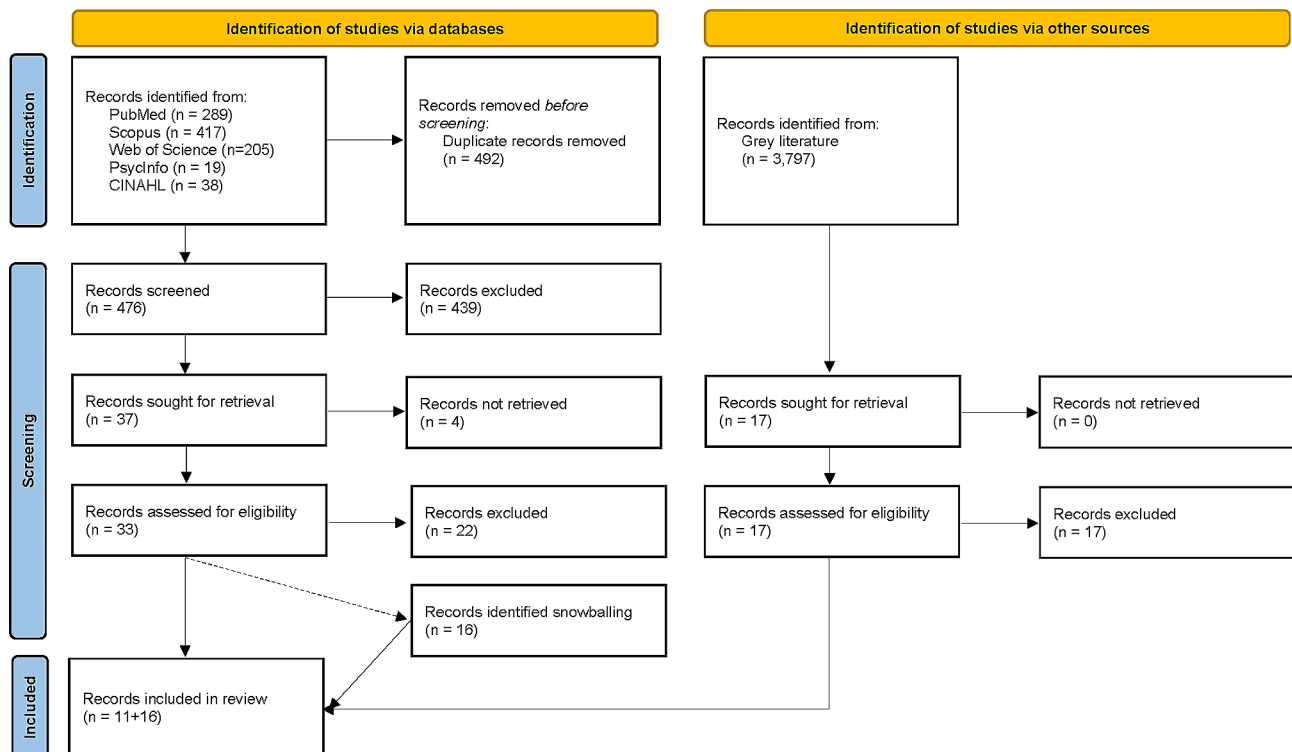 Identification of studies via databases
Identification of studies via other sources
Identification
Records identified from:
PubMed (n = 289)
Scopus (n = 417)
Web of Science (n=205)
PsycInfo (n = 19)
CINAHL (n = 38)
Records removed before
screening:
Duplicate records removed
(n = 492)
Records identified from:
Grey literature
(n = 3,797)
Screening
Records screened
(n = 476)
Records excluded
(n = 439)
Records sought for retrieval
(n = 37)
Records not retrieved
(n = 4)
Records sought for retrieval
(n = 17)
Records not retrieved
(n = 0)
Records assessed for eligibility
(n = 33)
Records excluded
(n = 22)
Records assessed for eligibility
(n = 17)
Records excluded
(n = 17)
Records identified snowballing
(n = 16)
Included
Records included in review
(n = 11+16)